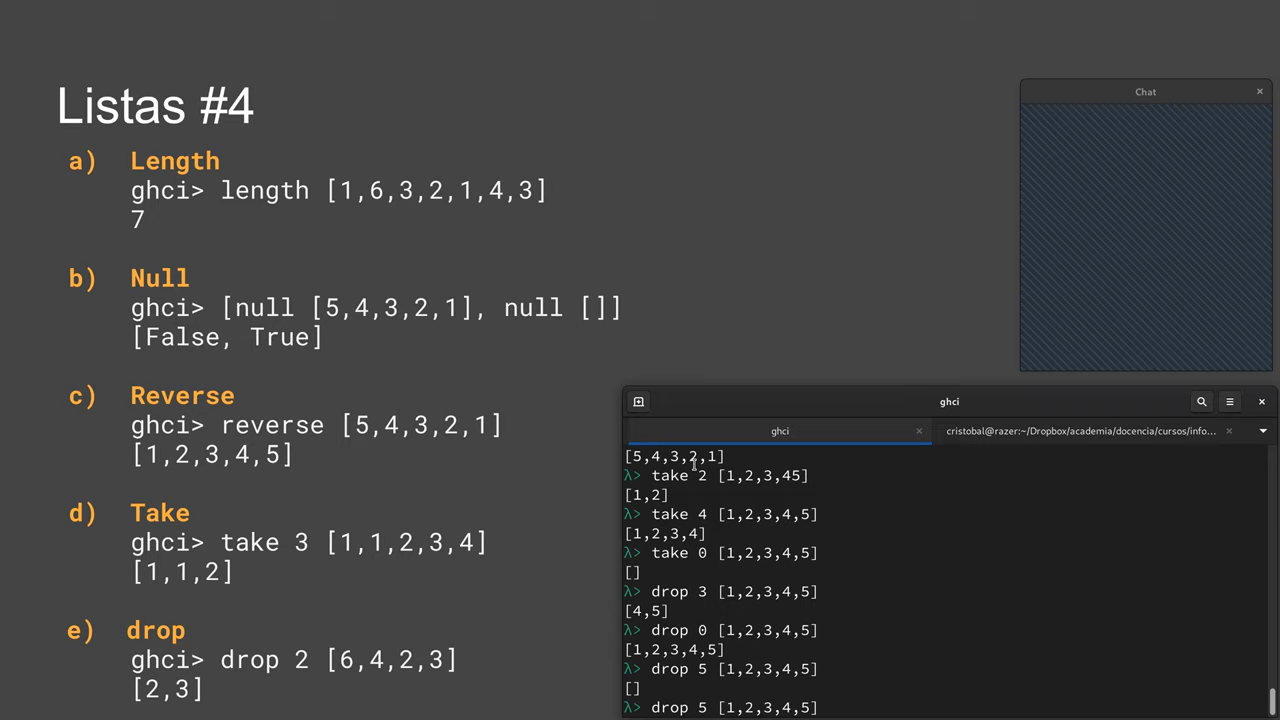 Listas #4
a) Length
ghci> length [1,6,3,2,1,4,3]
7
b) Null
ghci> [null [5,4,3,2,1], null []]
[False, True]
c) Reverse
ghci> reverse [5,4,3,2,1]
[1,2,3,4,5]
d) Take
ghci> take 3 [1,1,2,3,4]
[1,1,2]
e) drop
ghci> drop 2 [6,4,2,3]
[2,3]
Chat
ghci
ghci
cristobal@razer:~/Dropbox/academia/docencia/cursos/info...
[5,4,3,2,1]
λ> take 2 [1,2,3,45]
[1,2]
λ> take 4 [1,2,3,4,5]
[1,2,3,4]
λ> take 0 [1,2,3,4,5]
[]
λ> drop 3 [1,2,3,4,5]
[4,5]
λ> drop 0 [1,2,3,4,5]
[1,2,3,4,5]
λ> drop 5 [1,2,3,4,5]
[]
λ> drop 5 [1,2,3,4,5]